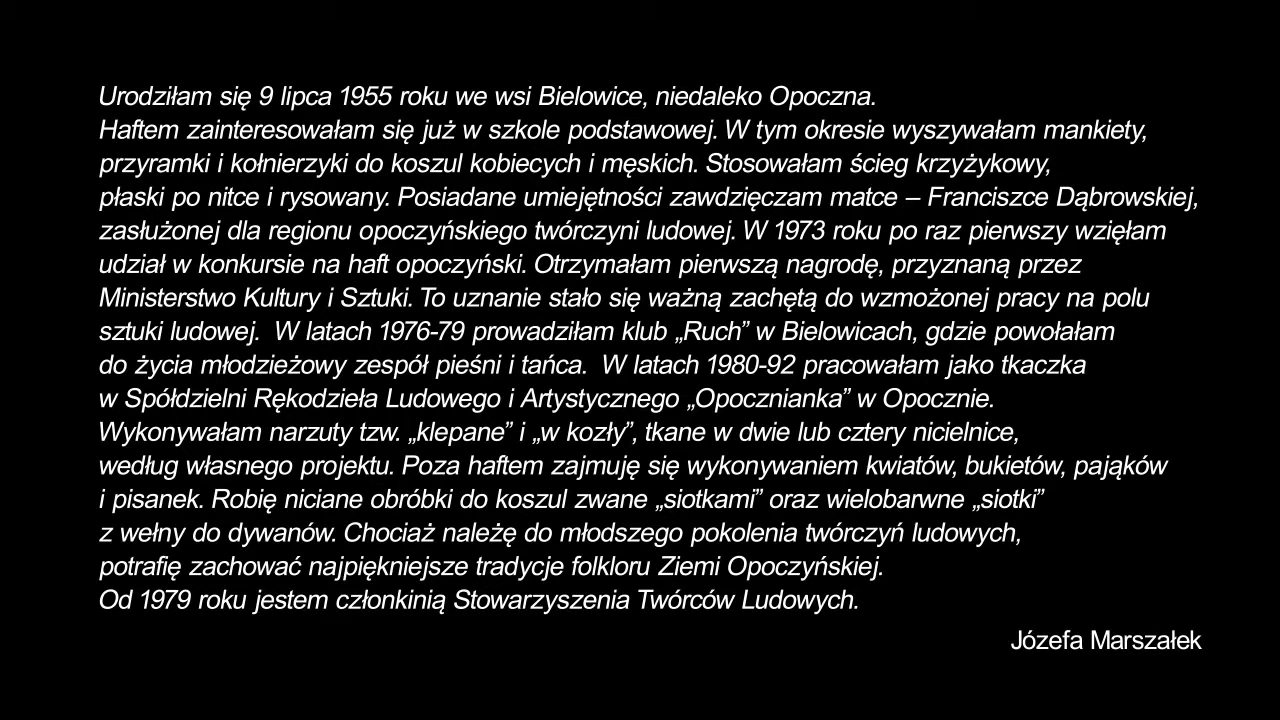 Urodziłam się 9 lipca 1955 roku we wsi Bielowice, niedaleko Opoczna.
Haftem zainteresowałam się już w szkole podstawowej. W tym okresie wyszywałam mankiety,
przyramki i kołnierzyki do koszul kobiecych i męskich. Stosowałam ścieg krzyżykowy,
płaski po nitce i rysowany. Posiadane umiejętności zawdzięczam matce – Franciszce Dąbrowskiej,
zasłużonej dla regionu opoczyńskiego twórczyni ludowej. W 1973 roku po raz pierwszy wzięłam
udział w konkursie na haft opoczyński. Otrzymałam pierwszą nagrodę, przyznaną przez
Ministerstwo Kultury i Sztuki. To uznanie stało się ważną zachętą do wzmożonej pracy na polu
sztuki ludowej.  W latach 1976-79 prowadziłam klub „Ruch” w Bielowicach, gdzie powołałam
do życia młodzieżowy zespół pieśni i tańca.  W latach 1980-92 pracowałam jako tkaczka
w Spółdzielni Rękodzieła Ludowego i Artystycznego „Opocznianka” w Opocznie.
Wykonywałam narzuty tzw. „klepane” i „w kozły”, tkane w dwie lub cztery nicielnice,
według własnego projektu. Poza haftem zajmuję się wykonywaniem kwiatów, bukietów, pająków
i pisanek. Robię niciane obróbki do koszul zwane „siotkami” oraz wielobarwne „siotki”
z wełny do dywanów. Chociaż należę do młodszego pokolenia twórczyń ludowych,
potrafię zachować najpiękniejsze tradycje folkloru Ziemi Opoczyńskiej.
Od 1979 roku jestem członkinią Stowarzyszenia Twórców Ludowych.
Józefa Marszałek